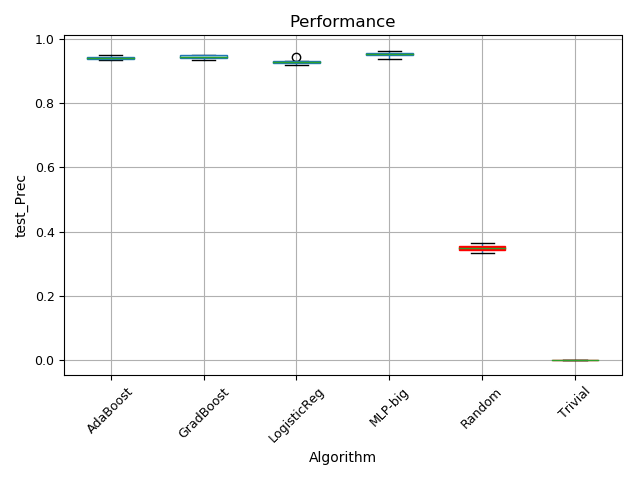 Performance
1.0
0.8
0.6
0.4
0.2
0.0
test_Prec
AdaBoost
GradBoost
LogisticReg
MLP-big
Random
Trivial
Algorithm